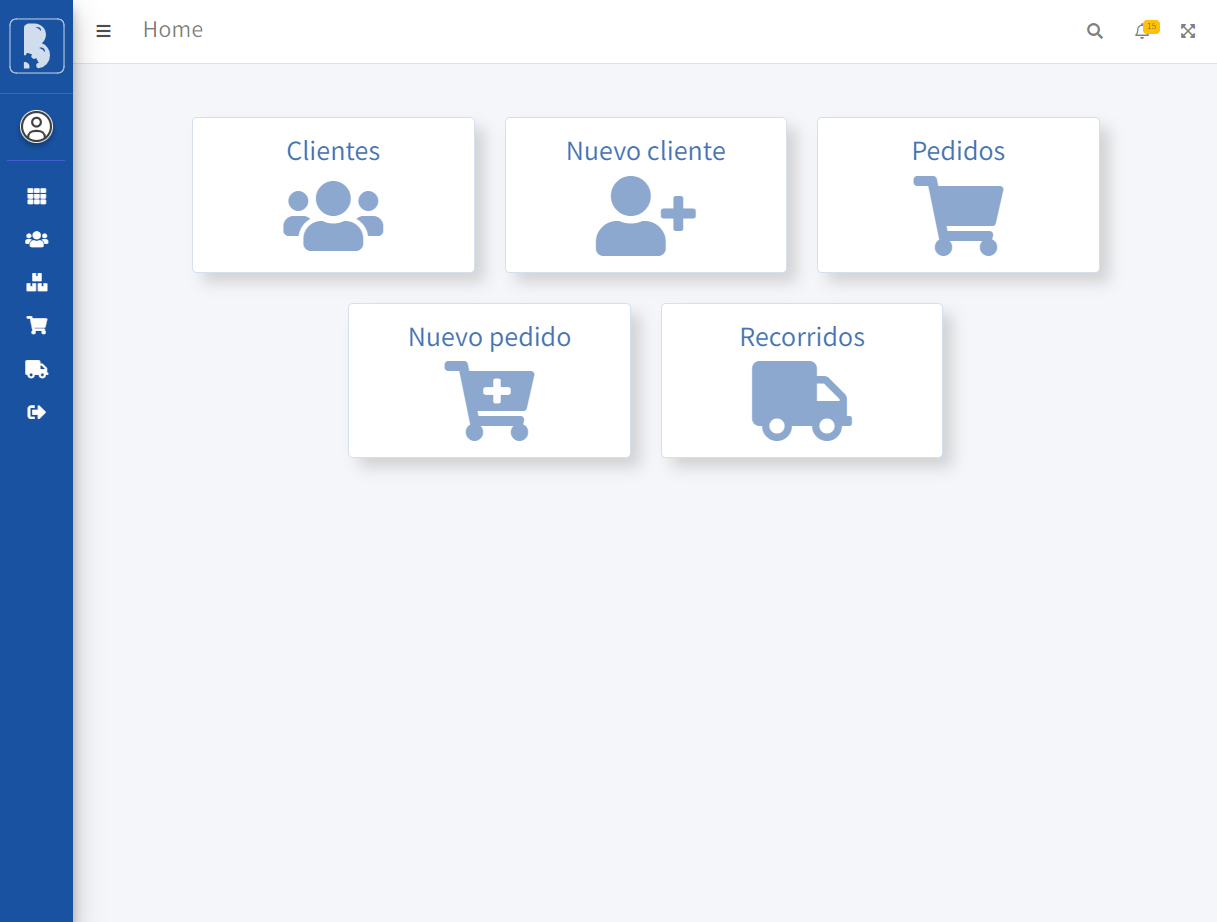 Home
15
Clientes
Nuevo cliente
Pedidos
Nuevo pedido
Recorridos